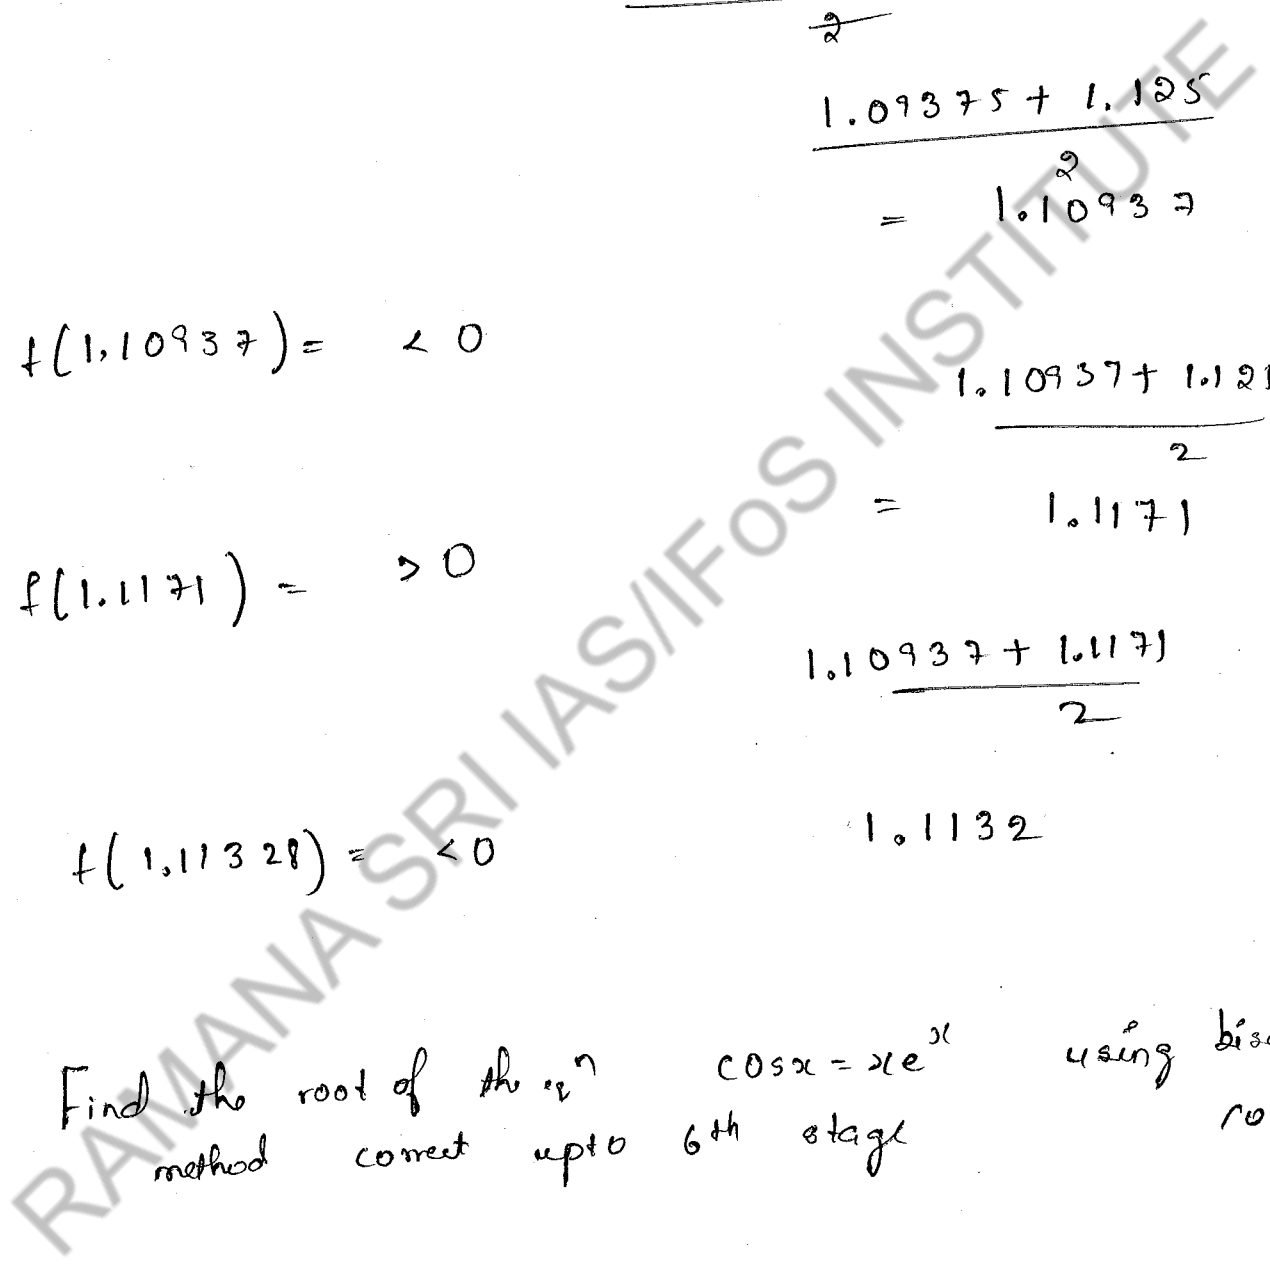 2
1.09375 + 1.125
2
= 1.10937
f(1.10937) = < 0
1.10937 + 1.121
2
= 1.1171
f(1.1171) = > 0
1.10937 + 1.1171
2
1.1132
f(1.11328) = < 0
Find the root of the eqn cosx = xe^x using
method correct upto 6th stage
RAMANA SRI IAS/IFoS INSTITUTE